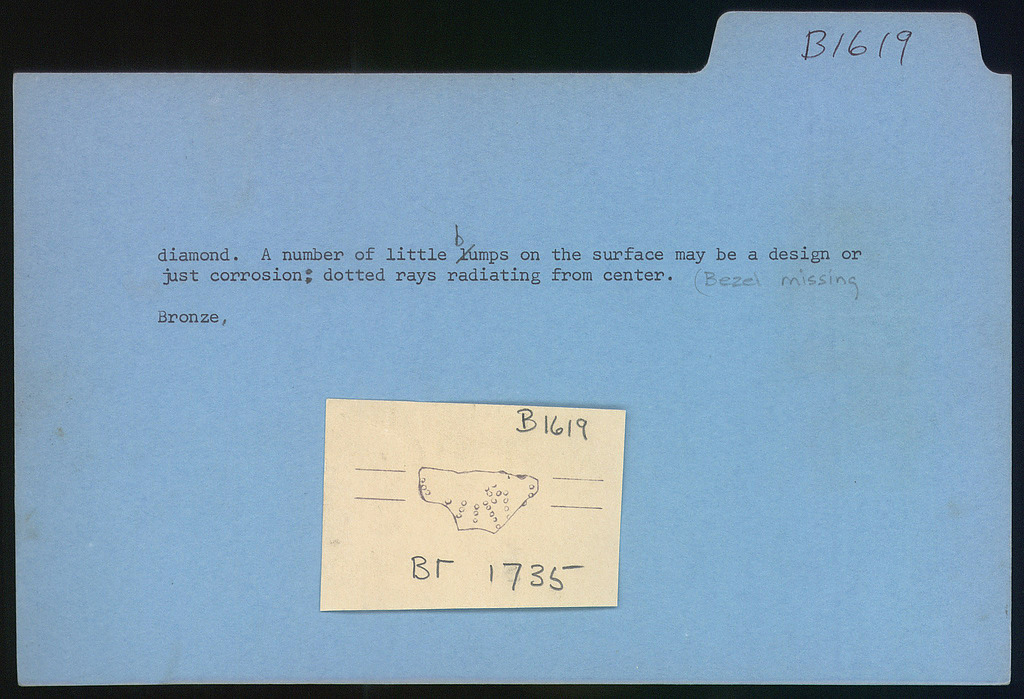 B1619
diamond. A number of little bumps on the surface may be a design or
just corrosion; dotted rays radiating from center. (Bezel missing
Bronze,
B1619
Br 1735